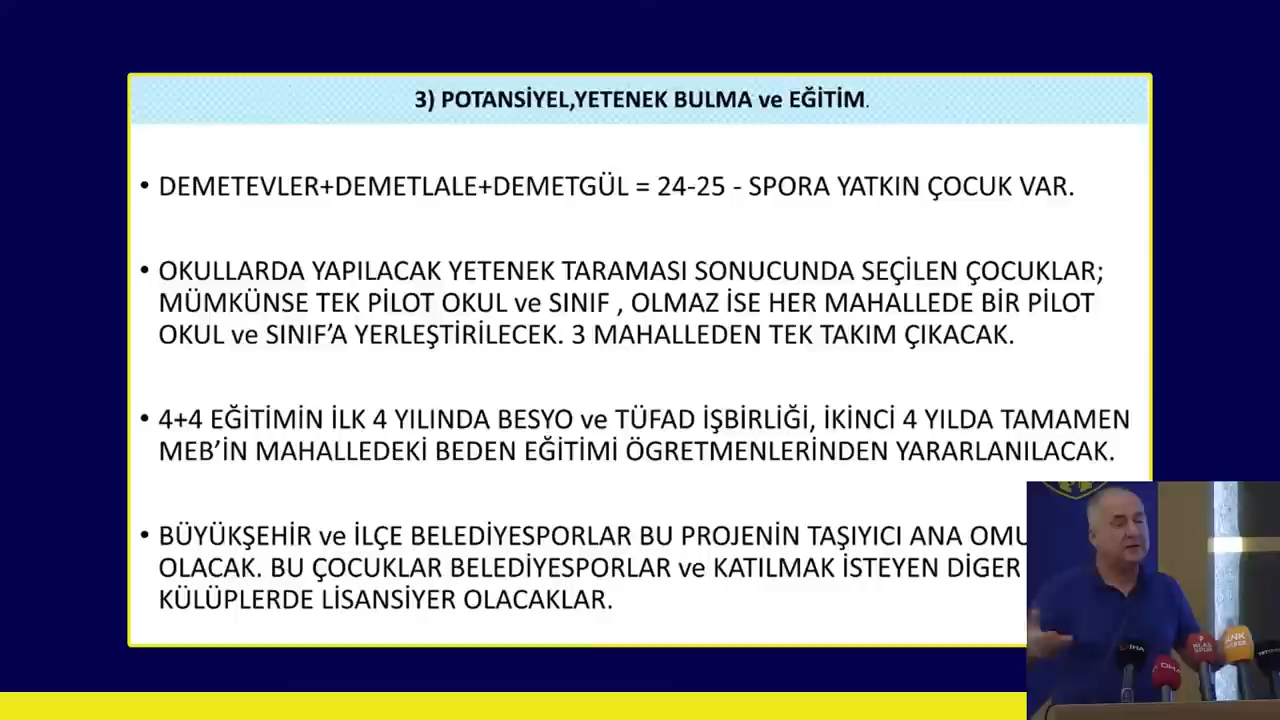 3) POTANSİYEL,YETENEK BULMA ve EĞİTİM.
• DEMETEVLER+DEMETLALE+DEMETGÜL = 24-25 - SPORA YATKIN ÇOCUK VAR.
• OKULLARDA YAPILACAK YETENEK TARAMASI SONUCUNDA SEÇİLEN ÇOCUKLAR;
MÜMKÜNSE TEK PİLOT OKUL ve SINIF , OLMAZ İSE HER MAHALLEDE BİR PİLOT
OKUL ve SINIF’A YERLEŞTİRİLECEK. 3 MAHALLEDEN TEK TAKIM ÇIKACAK.
• 4+4 EĞİTİMİN İLK 4 YILINDA BESYO ve TÜFAD İŞBİRLİĞİ, İKİNCİ 4 YILDA TAMAMEN
MEB’İN MAHALLEDEKİ BEDEN EĞİTİMİ ÖGRETMENLERİNDEN YARARLANILACAK.
• BÜYÜKŞEHİR ve İLÇE BELEDİYESPORLAR BU PROJENİN TAŞIYICI ANA OMU
OLACAK. BU ÇOCUKLAR BELEDİYESPORLAR ve KATILMAK İSTEYEN DİGER
KÜLÜPLERDE LİSANSİYER OLACAKLAR.